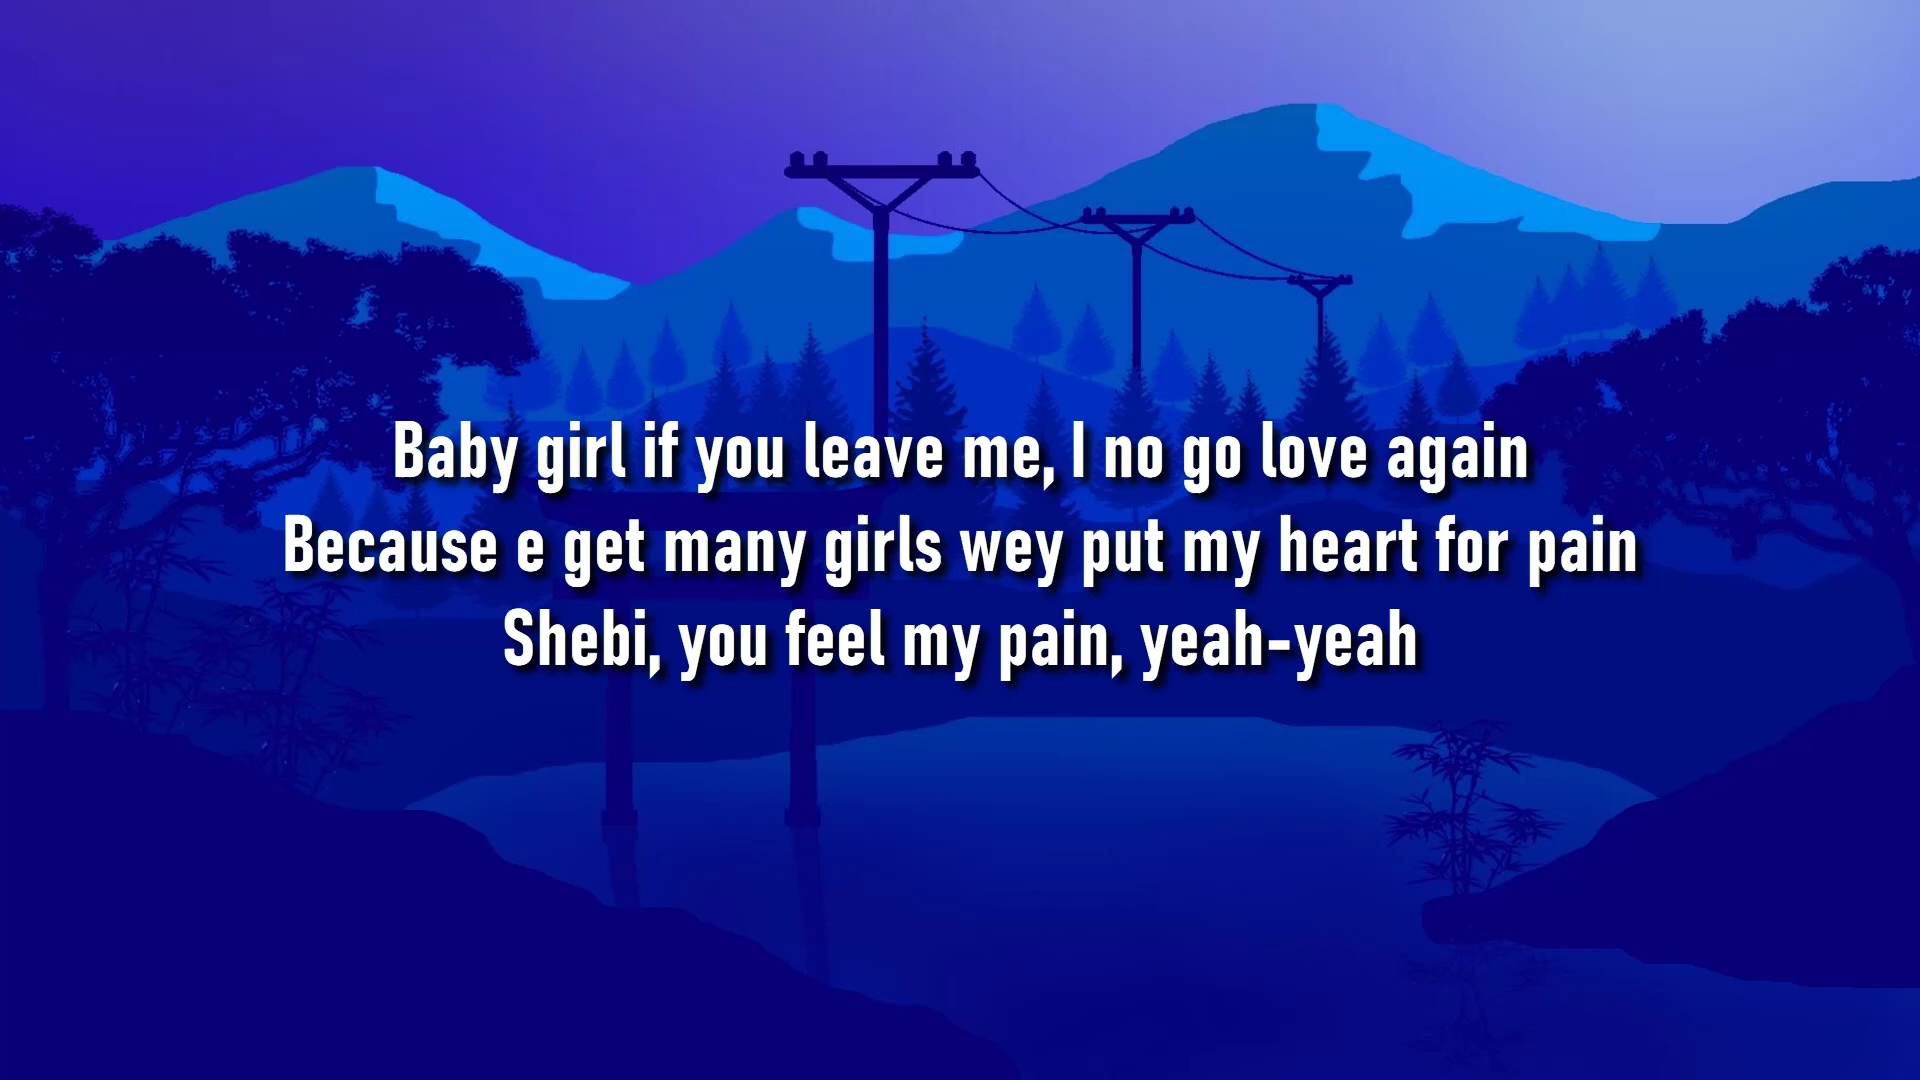 Baby girl if you leave me, I no go love again
Because e get many girls wey put my heart for pain
Shebi, you feel my pain, yeah-yeah